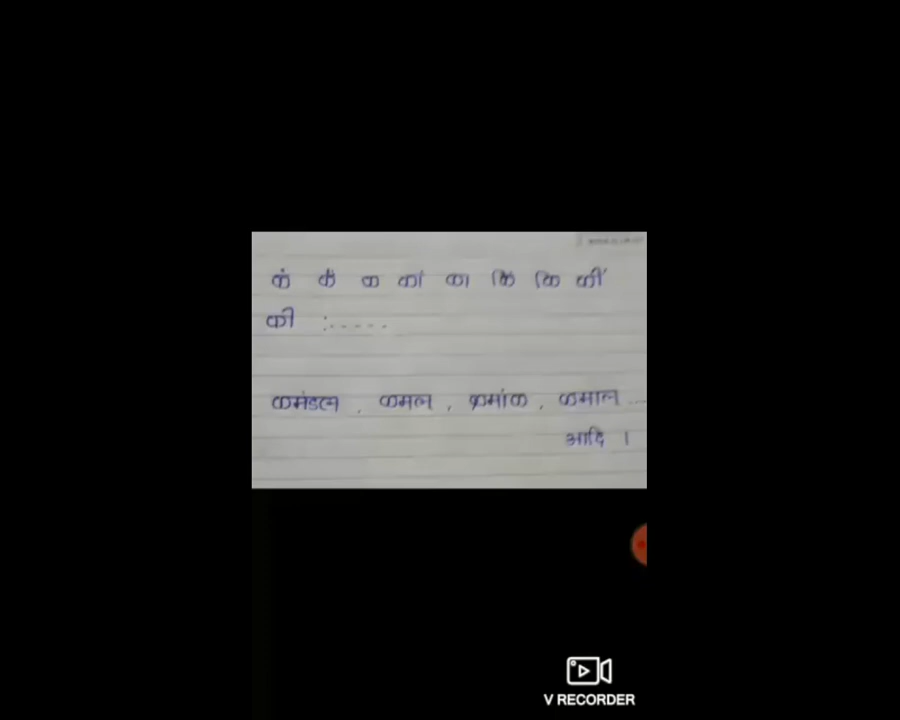 कं कँ क कां का किं कि कीं
की :.....
कमंडल , कमल , क्रमांक , कमाल ...
आदि ।
V RECORDER